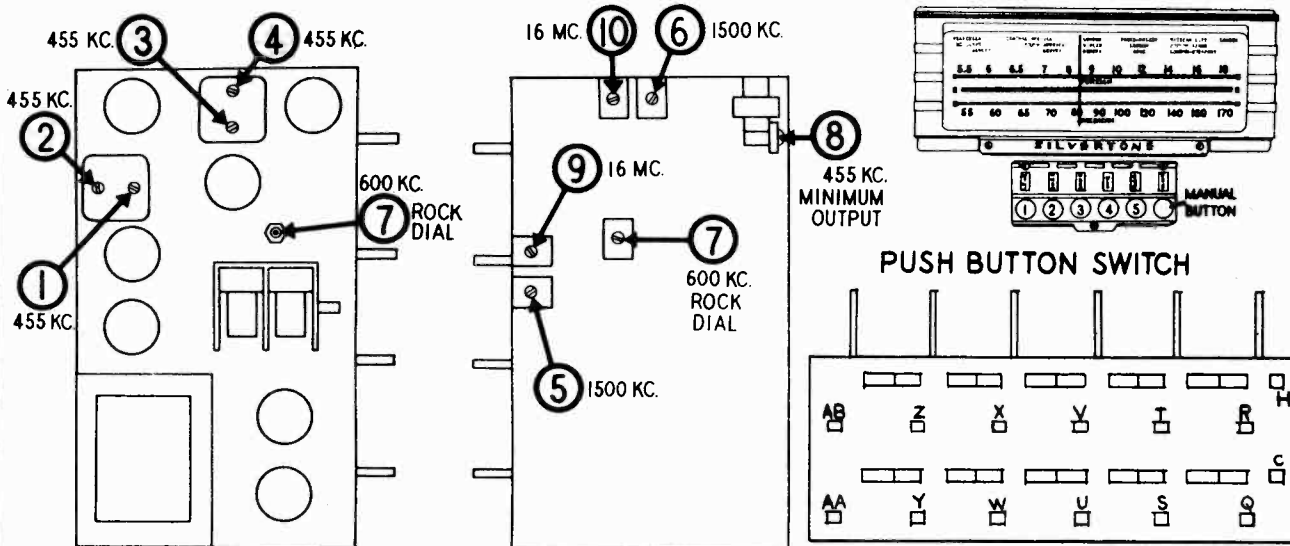 455 KC. 3 4 455 KC.
455 KC.
2
1
455 KC.
600 KC.
7 ROCK
DIAL
16 MC. 10 6 1500 KC.
8
455 KC.
MINIMUM
OUTPUT
9 16 MC.
7
600 KC.
ROCK
DIAL
5 1500 KC.
5.5 6 6.5 7 8 9 10 12 14 16 18
55 60 65 70 80 90 100 120 140 160 170
SILVERTONE
1 2 3 4 5
MANUAL
BUTTON
PUSH BUTTON SWITCH
H
AB Z X V T R
C
AA Y W U S Q